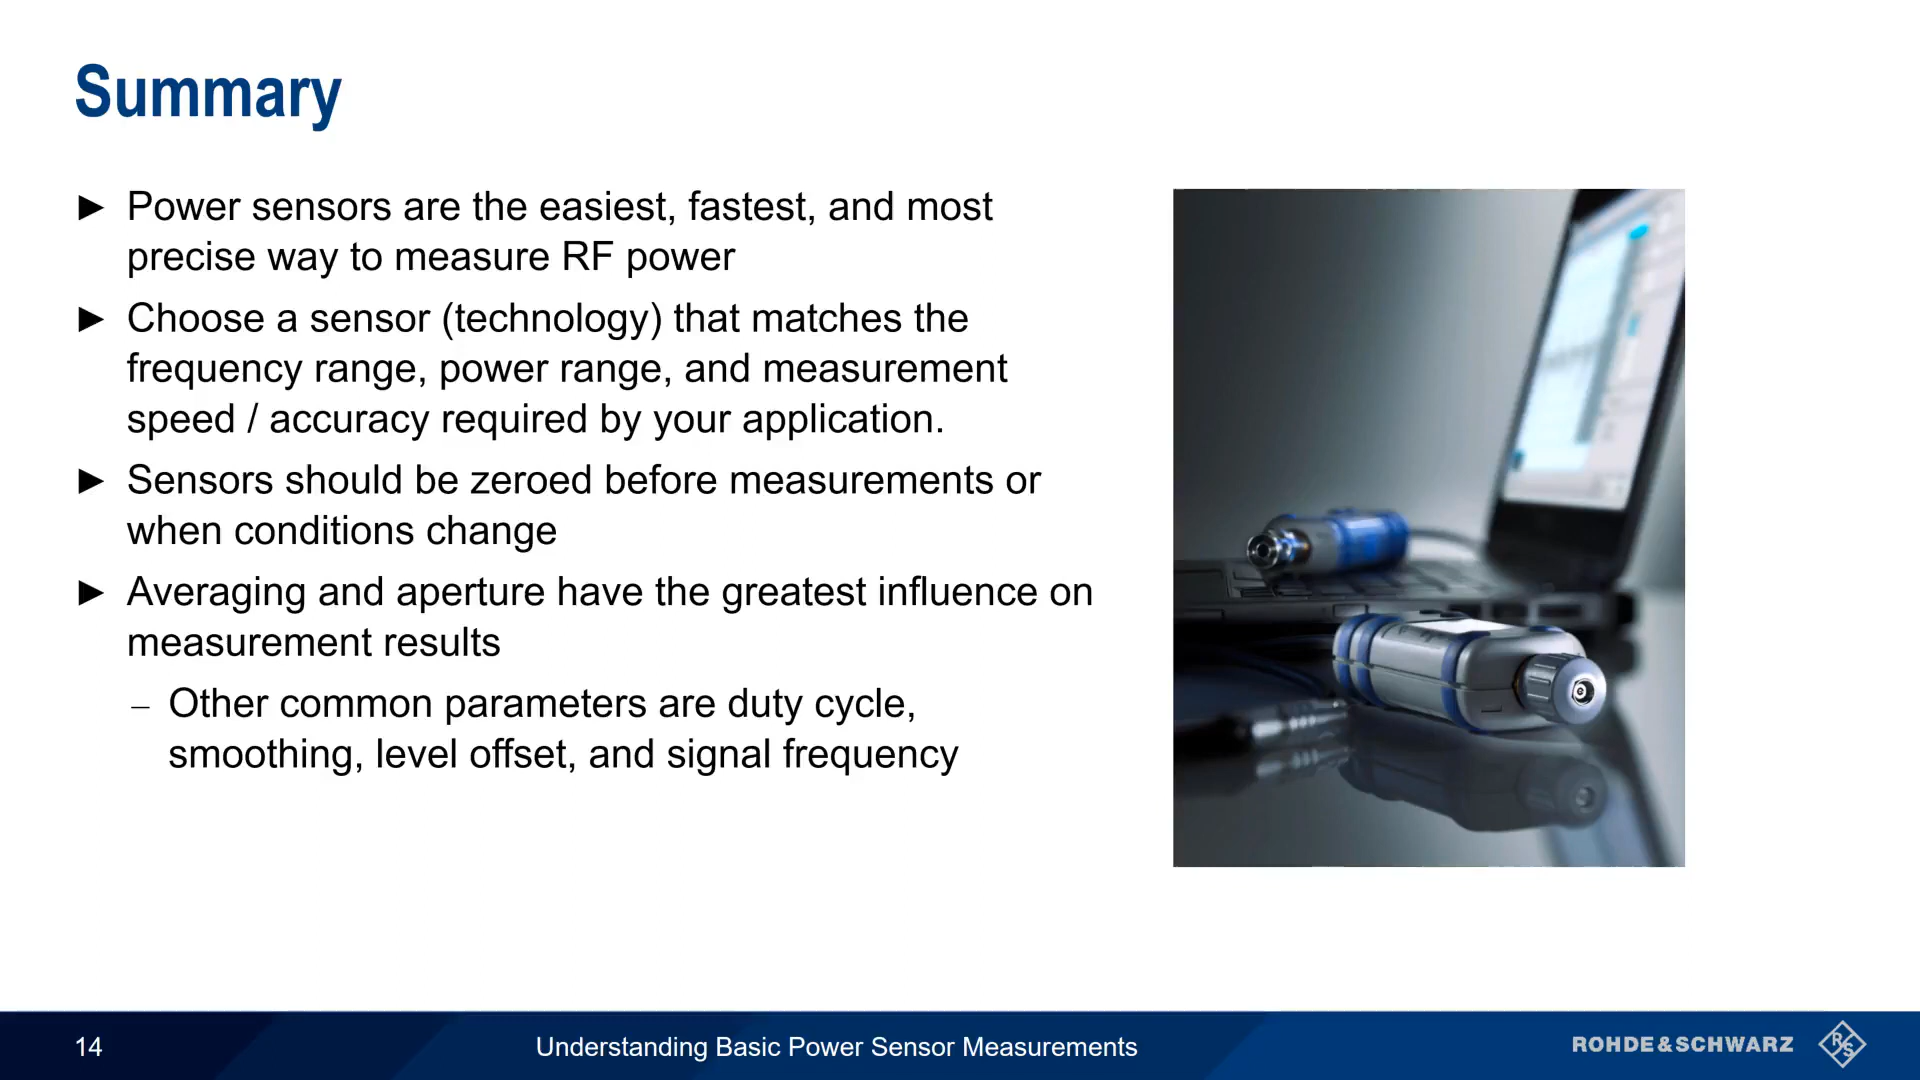 Summary
► Power sensors are the easiest, fastest, and most
precise way to measure RF power
► Choose a sensor (technology) that matches the
frequency range, power range, and measurement
speed / accuracy required by your application.
► Sensors should be zeroed before measurements or
when conditions change
► Averaging and aperture have the greatest influence on
measurement results
– Other common parameters are duty cycle,
smoothing, level offset, and signal frequency
14
Understanding Basic Power Sensor Measurements
ROHDE&SCHWARZ
RS